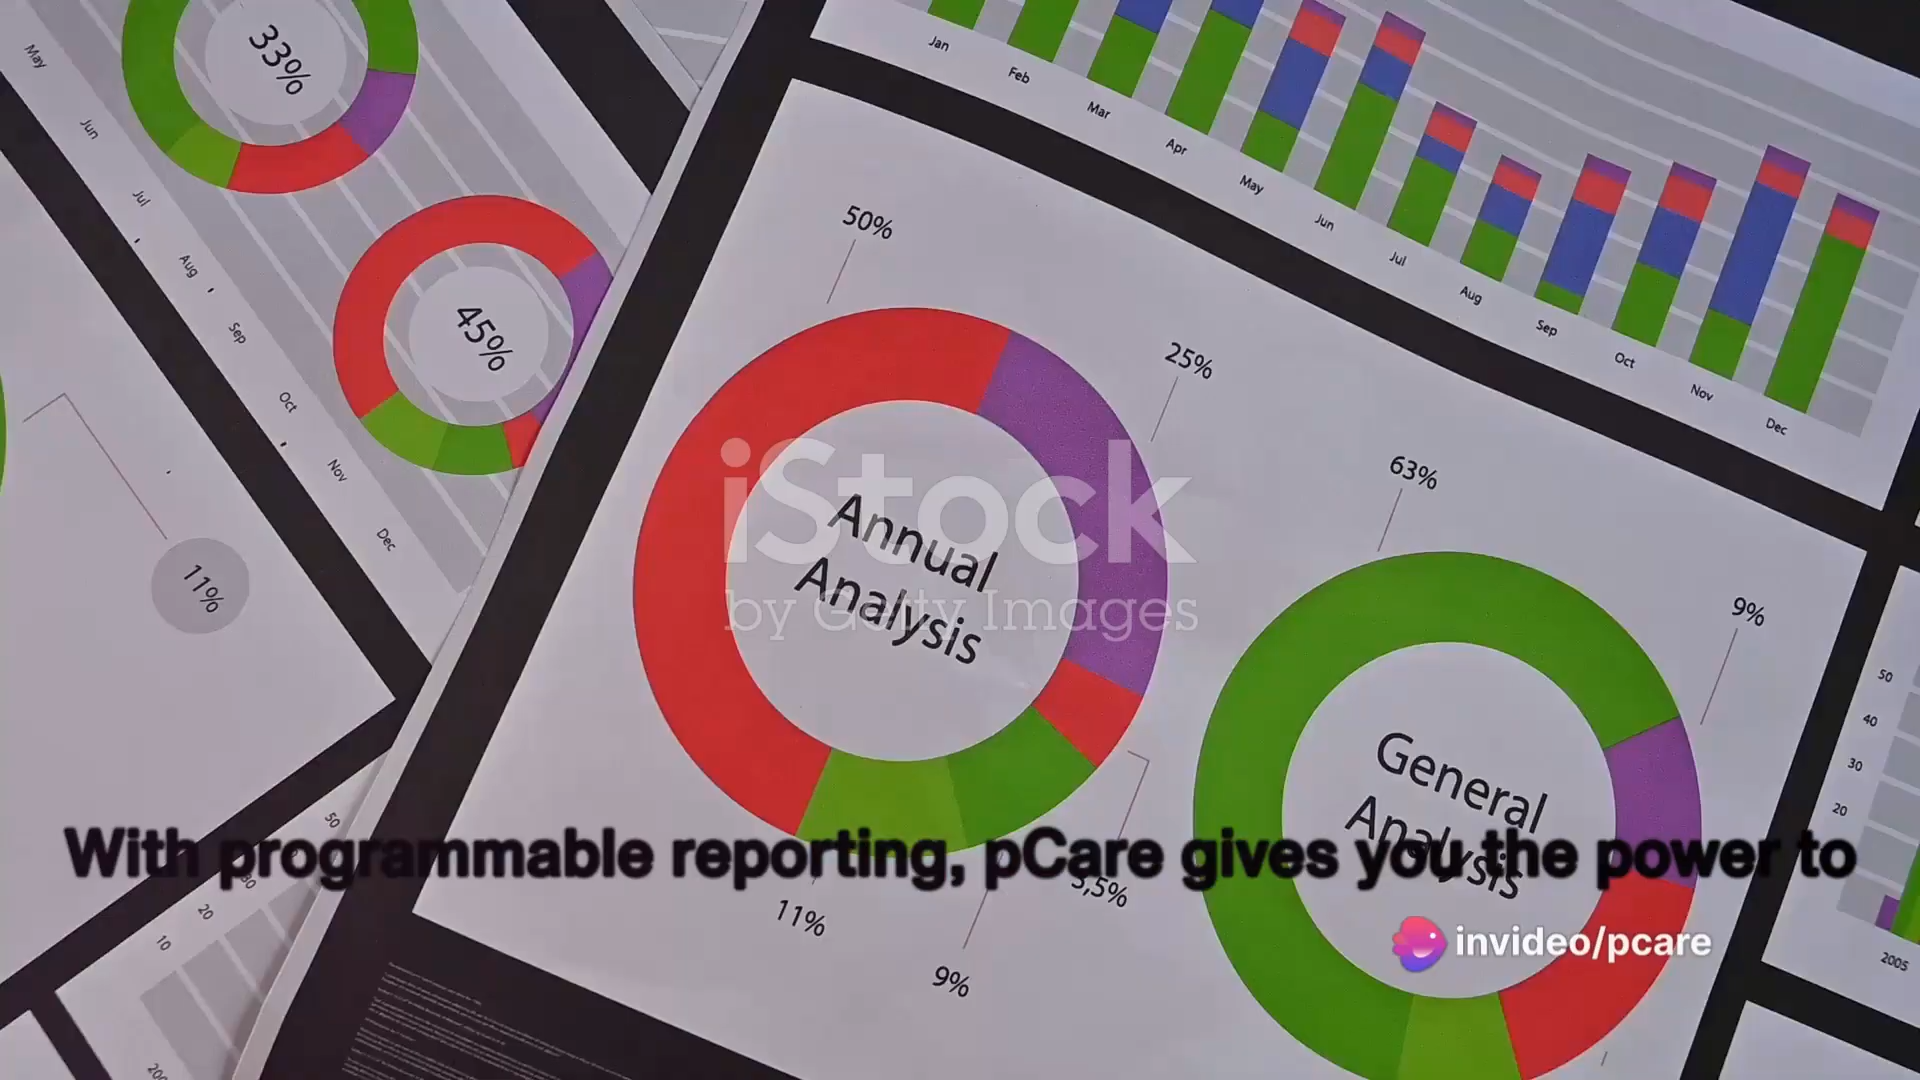 33%
May
Jun
Jul
Aug
Sep
Oct
Nov
Dec
45%
11%
Jan
Feb
Mar
Apr
May
Jun
Jul
Aug
Sep
Oct
Nov
Dec
50%
25%
Annual
Analysis
iStock
by Getty Images
63%
9%
General
Analysis
3,5%
11%
9%
50
40
30
20
2005
50
30
20
10
With programmable reporting, pCare gives you the power to
invideo/pcare